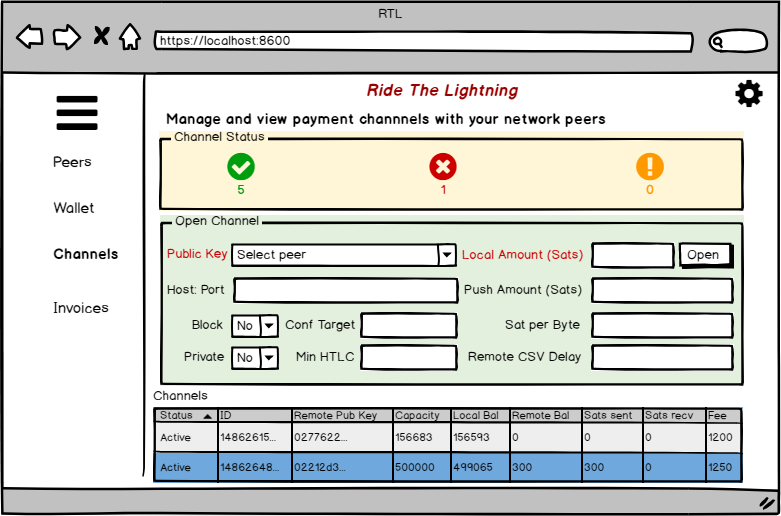 RTL
https://localhost:8600
Ride The Lightning
Manage and view payment channnels with your network peers
Peers
Wallet
Channels
Invoices
Channel Status
5 1 0
Open Channel
Public Key Select peer Local Amount (Sats) Open
Host: Port Push Amount (Sats)
Block No Conf Target Sat per Byte
Private No Min HTLC Remote CSV Delay
Channels
Status ID Remote Pub Key Capacity Local Bal Remote Bal Sats sent Sats recv Fee
Active 14862615... 0277622... 156683 156593 0 0 0 1200
Active 14862648... 02212d3... 500000 499065 300 300 0 1250